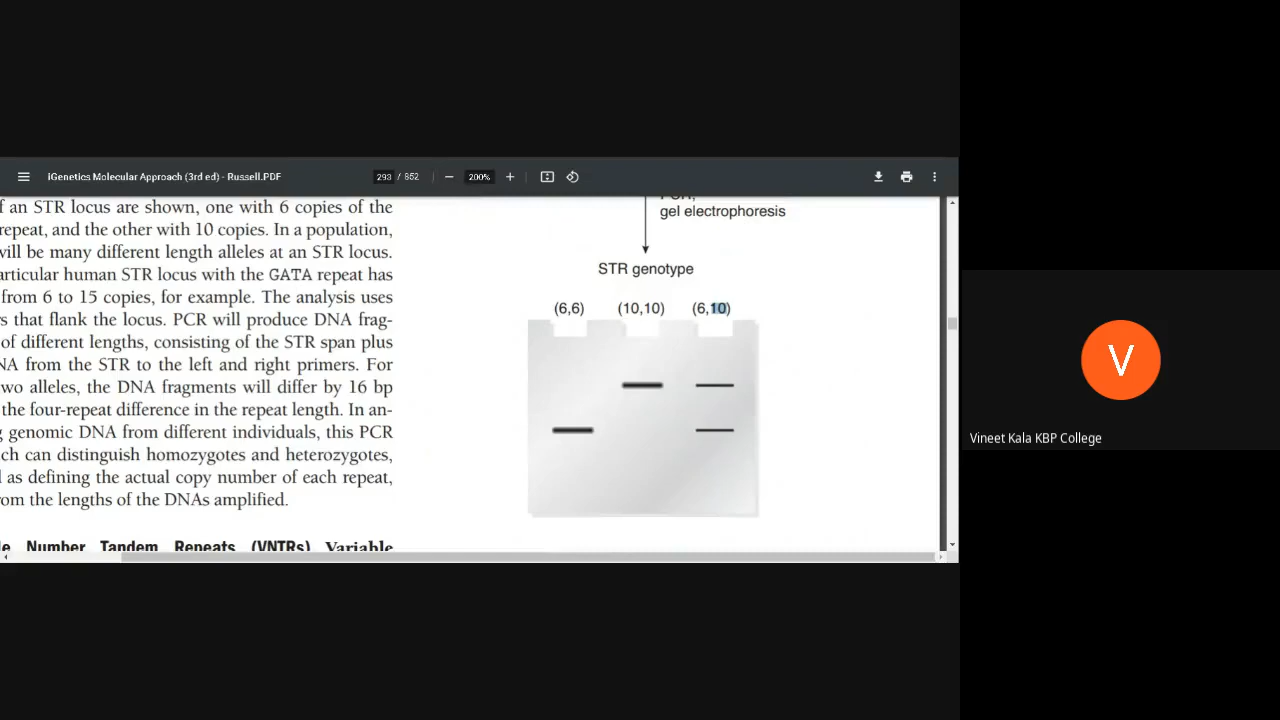 iGenetics Molecular Approach (3rd ed) - Russell.PDF
293 / 852
200%
f an STR locus are shown, one with 6 copies of the
repeat, and the other with 10 copies. In a population,
will be many different length alleles at an STR locus.
articular human STR locus with the GATA repeat has
from 6 to 15 copies, for example. The analysis uses
rs that flank the locus. PCR will produce DNA frag-
of different lengths, consisting of the STR span plus
NA from the STR to the left and right primers. For
wo alleles, the DNA fragments will differ by 16 bp
the four-repeat difference in the repeat length. In an-
g genomic DNA from different individuals, this PCR
ch can distinguish homozygotes and heterozygotes,
l as defining the actual copy number of each repeat,
rom the lengths of the DNAs amplified.
le Number Tandem Repeats (VNTRs) Variable
PCR,
gel electrophoresis
STR genotype
(6,6) (10,10) (6,10)
V
Vineet Kala KBP College